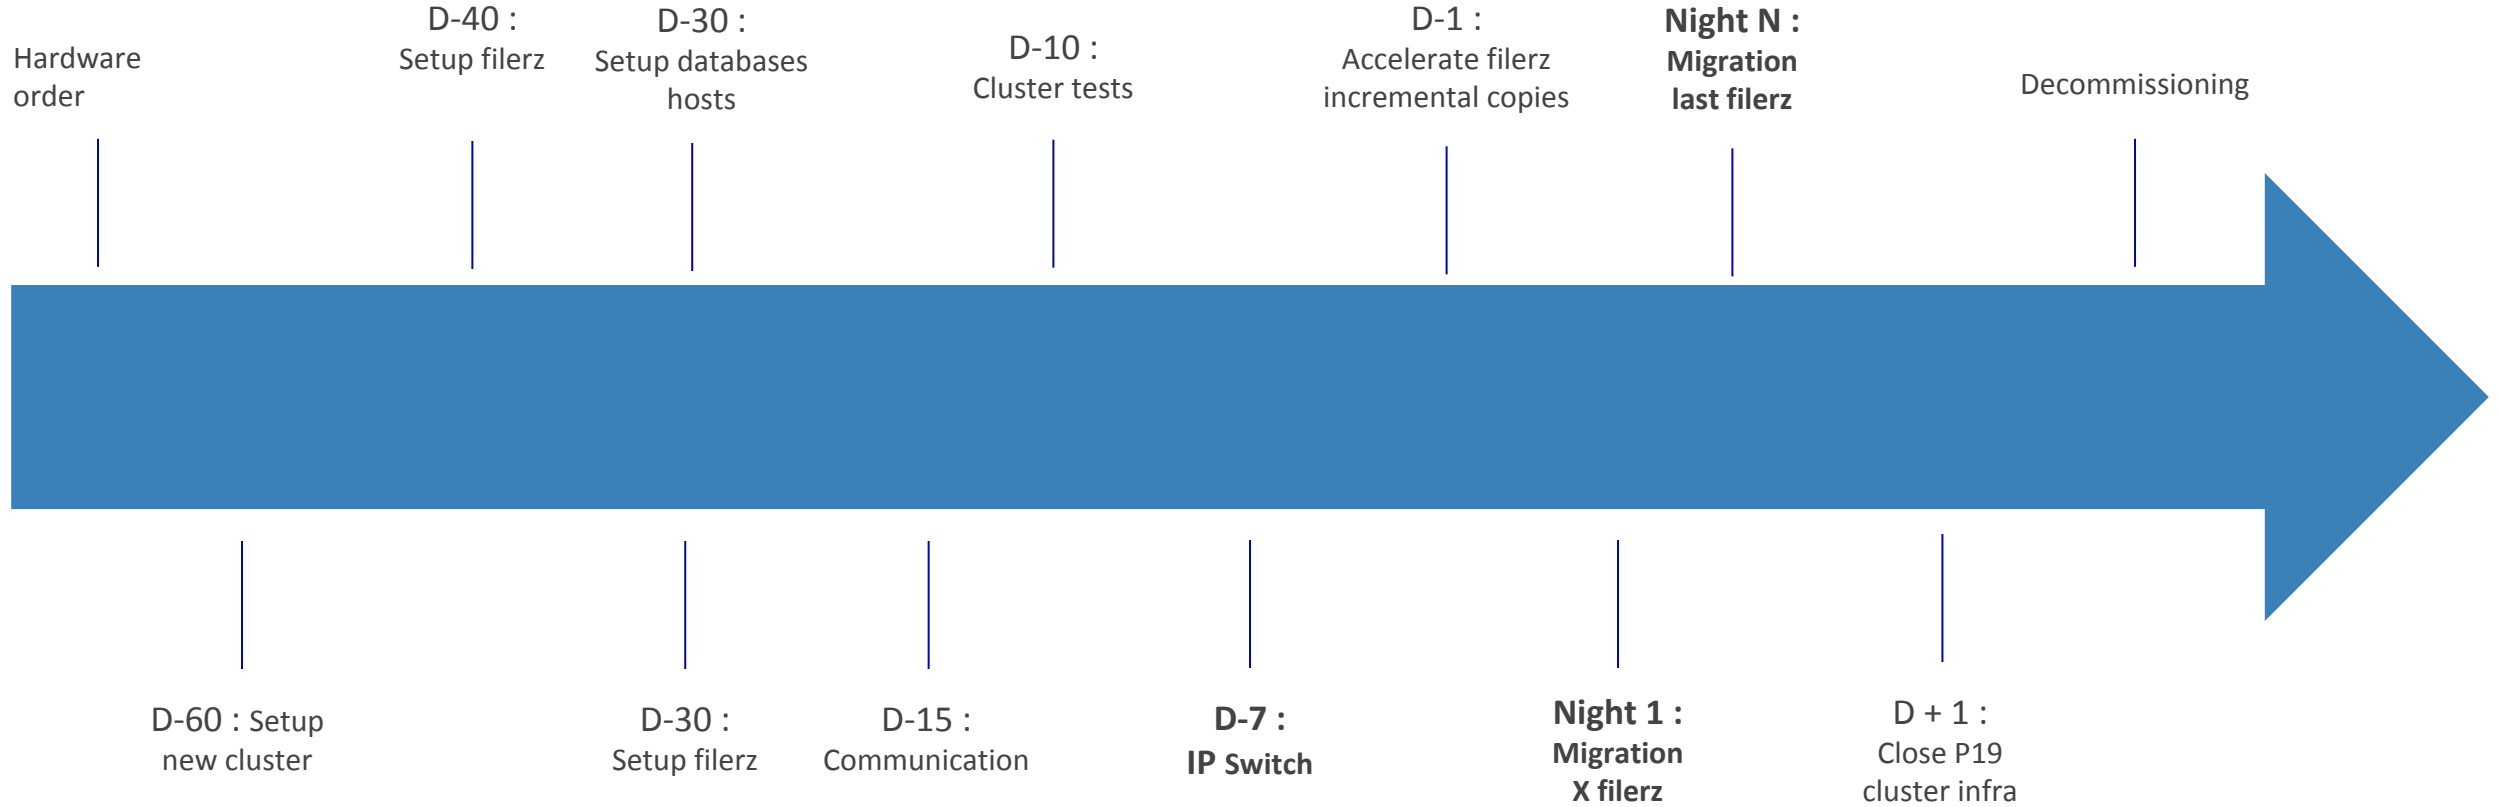 Hardware
order
D-40 :
Setup filerz
D-30 :
Setup databases
hosts
D-10 :
Cluster tests
D-1 :
Accelerate filerz
incremental copies
Night N :
Migration
last filerz
Decommissioning
D-60 : Setup
new cluster
D-30 :
Setup filerz
D-15 :
Communication
D-7 :
IP Switch
Night 1 :
Migration
X filerz
D + 1 :
Close P19
cluster infra